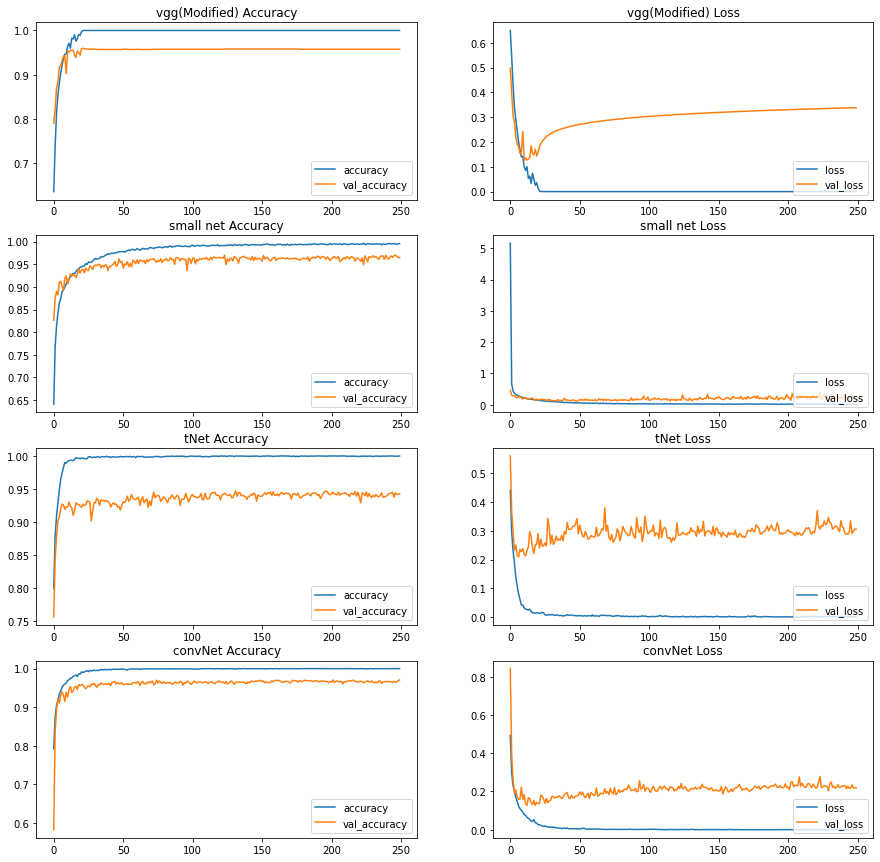 vgg(Modified) Accuracy
1.0
0.9
0.8
0.7
0 50 100 150 200 250
accuracy
val_accuracy
vgg(Modified) Loss
0.6
0.5
0.4
0.3
0.2
0.1
0.0
0 50 100 150 200 250
loss
val_loss
small net Accuracy
1.00
0.95
0.90
0.85
0.80
0.75
0.70
0.65
0 50 100 150 200 250
accuracy
val_accuracy
small net Loss
5
4
3
2
1
0
0 50 100 150 200 250
loss
val_loss
tNet Accuracy
1.00
0.95
0.90
0.85
0.80
0.75
0 50 100 150 200 250
accuracy
val_accuracy
tNet Loss
0.5
0.4
0.3
0.2
0.1
0.0
0 50 100 150 200 250
loss
val_loss
convNet Accuracy
1.0
0.9
0.8
0.7
0.6
0 50 100 150 200 250
accuracy
val_accuracy
convNet Loss
0.8
0.6
0.4
0.2
0.0
0 50 100 150 200 250
loss
val_loss